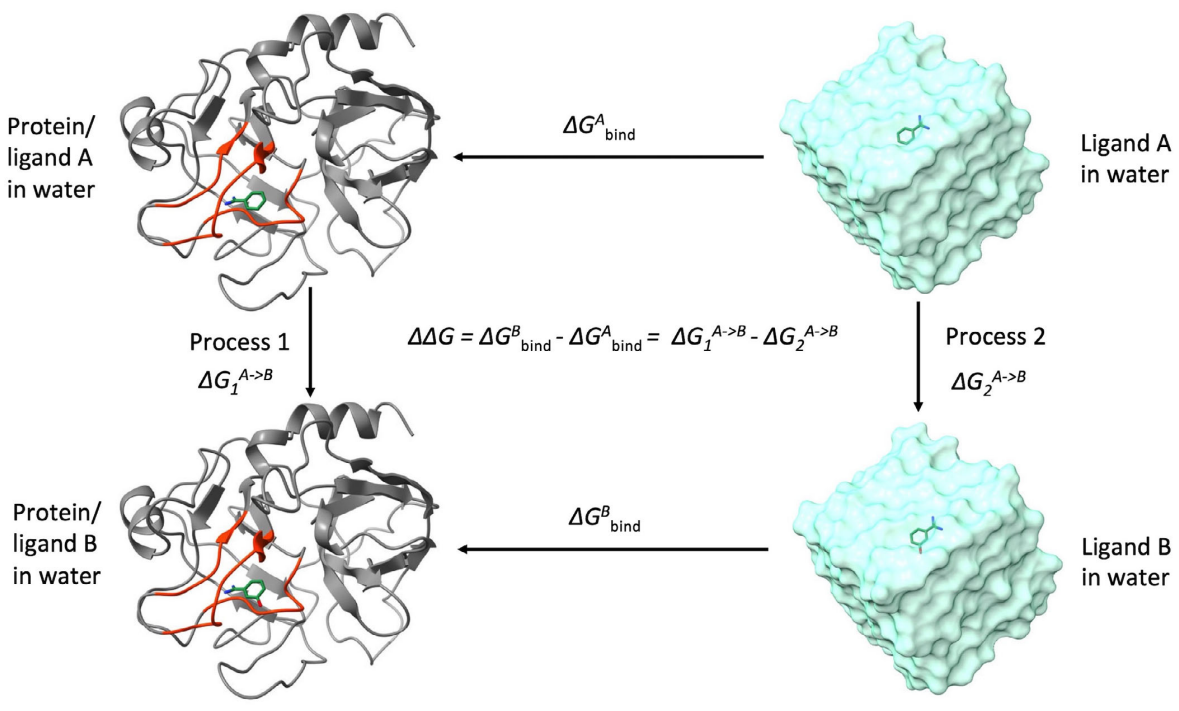 Protein/
ligand A
in water
ΔG^A_bind
Ligand A
in water
Process 1
ΔG_1^A->B
ΔΔG = ΔG^B_bind - ΔG^A_bind = ΔG_1^A->B - ΔG_2^A->B
Process 2
ΔG_2^A->B
Protein/
ligand B
in water
ΔG^B_bind
Ligand B
in water